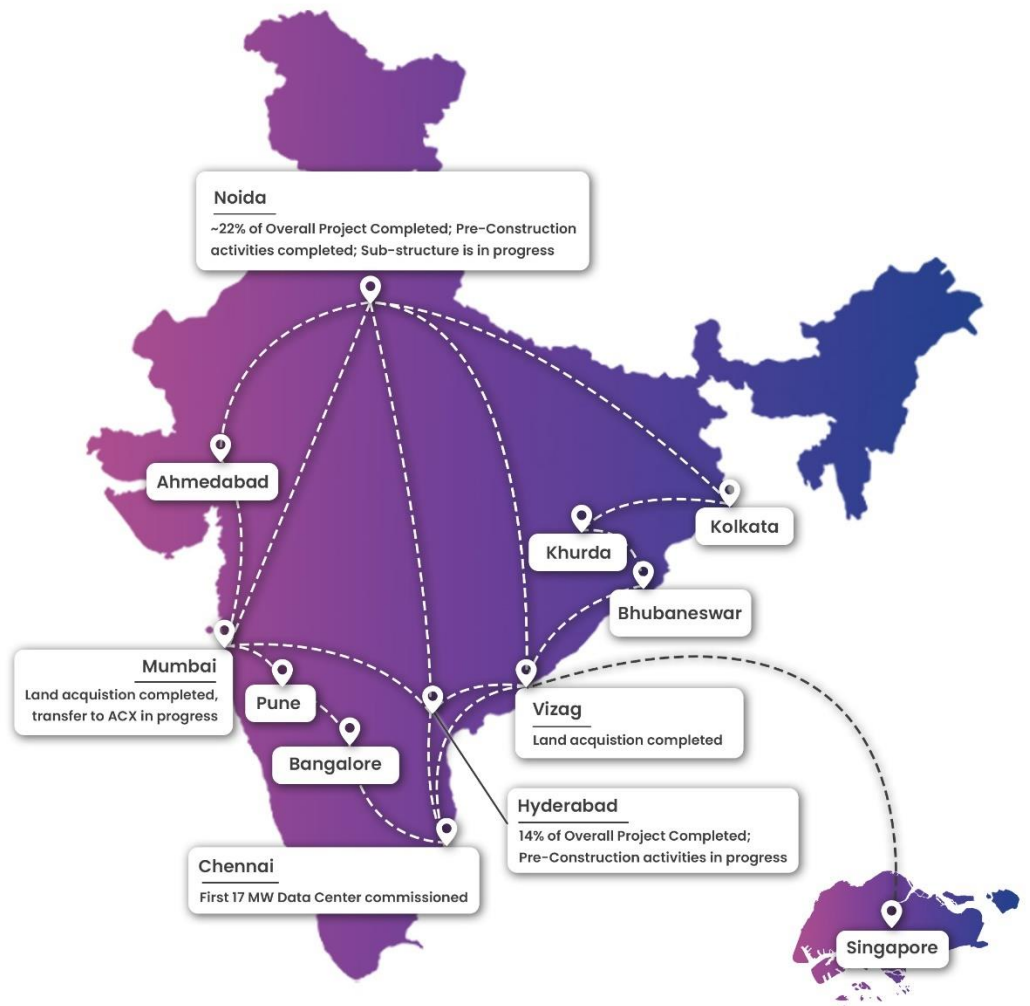 Noida
~22% of Overall Project Completed; Pre-Construction
activities completed; Sub-structure is in progress
Ahmedabad
Kolkata
Khurda
Bhubaneswar
Mumbai
Land acquistion completed,
transfer to ACX in progress
Pune
Vizag
Land acquistion completed
Bangalore
Hyderabad
14% of Overall Project Completed;
Pre-Construction activities in progress
Chennai
First 17 MW Data Center commissioned
Singapore